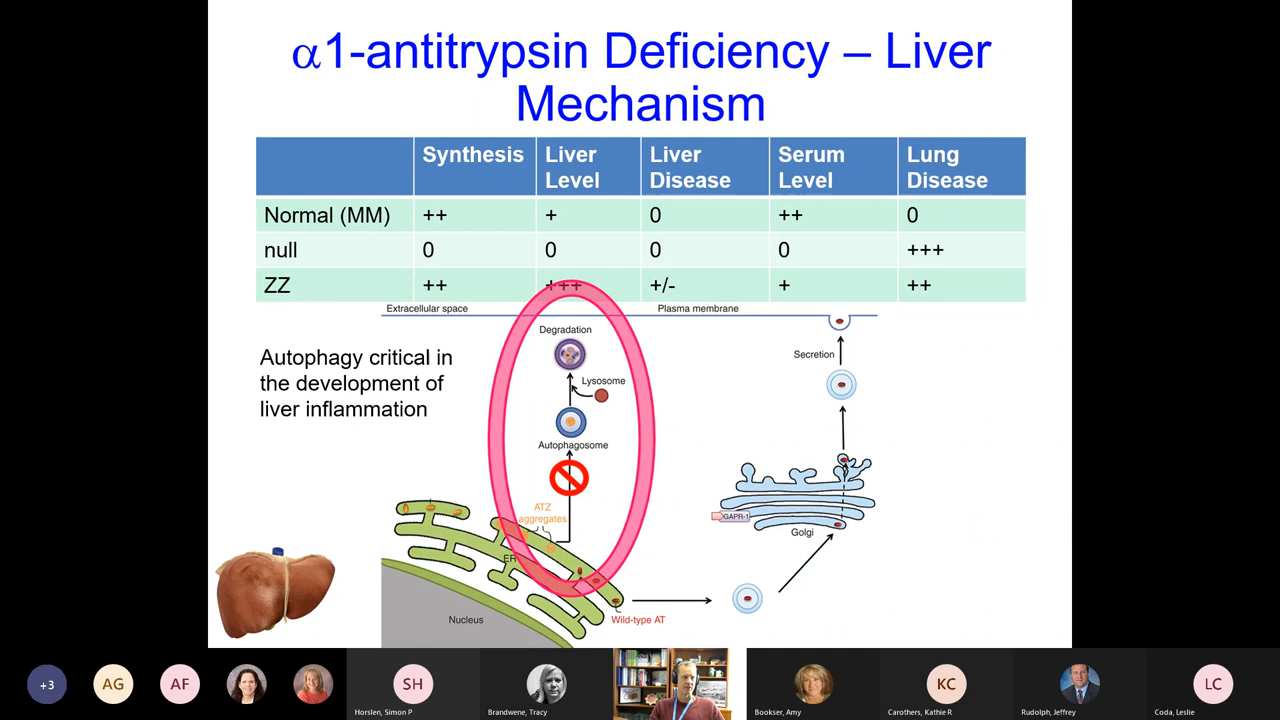 α1-antitrypsin Deficiency – Liver
Mechanism
Synthesis Liver Level Liver Disease Serum Level Lung Disease
Normal (MM) ++ + 0 ++ 0
null 0 0 0 0 +++
ZZ ++ +++ +/- + ++
Extracellular space
Plasma membrane
Autophagy critical in
the development of
liver inflammation
Degradation
Lysosome
Autophagosome
ATZ
aggregates
ER
Nucleus
Wild-type AT
Secretion
GAPR-1
Golgi
+3
AG
AF
SH
Horslen, Simon P
Brandwene, Tracy
Bookser, Amy
KC
Carothers, Kathie R
Rudolph, Jeffrey
LC
Coda, Leslie